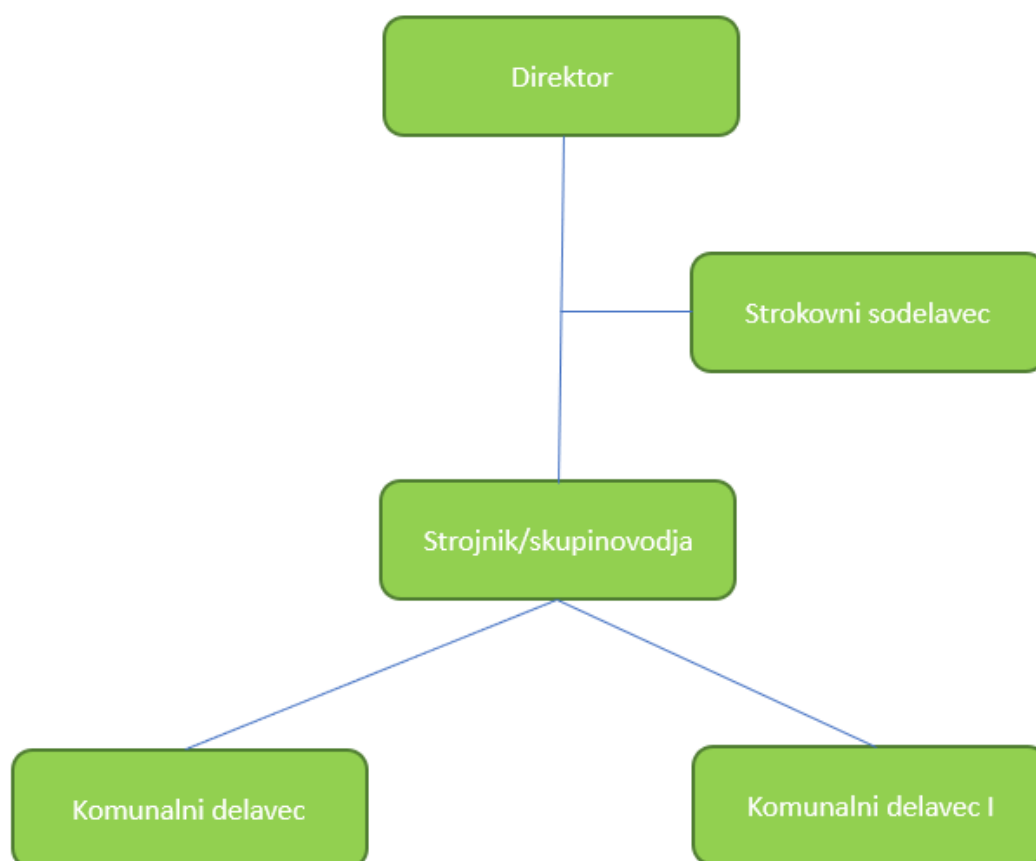 Direktor
Strokovni sodelavec
Strojnik/skupinovodja
Komunalni delavec
Komunalni delavec I